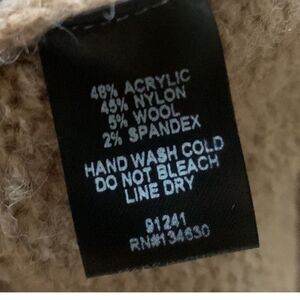 48% ACRYLIC
45% NYLON
5% WOOL
2% SPANDEX
HAND WASH COLD
DO NOT BLEACH
LINE DRY
91241
RN#134630